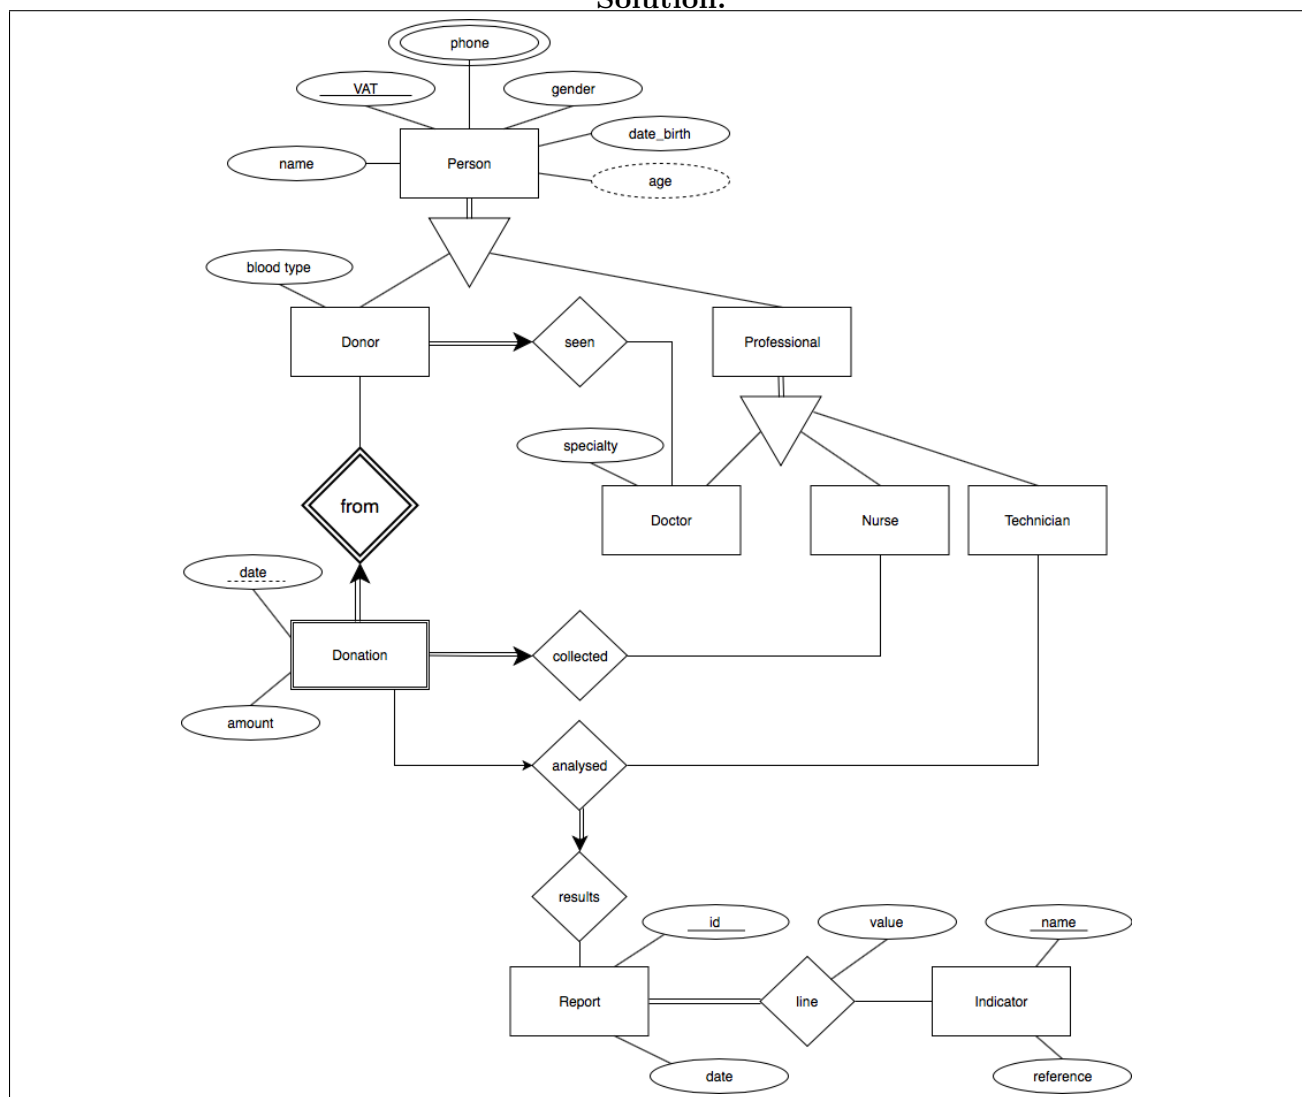 Solution.
phone
VAT
gender
date_birth
name
Person
age
blood type
Donor
seen
Professional
specialty
from
Doctor
Nurse
Technician
date
Donation
collected
amount
analysed
results
id
value
name
Report
line
Indicator
date
reference